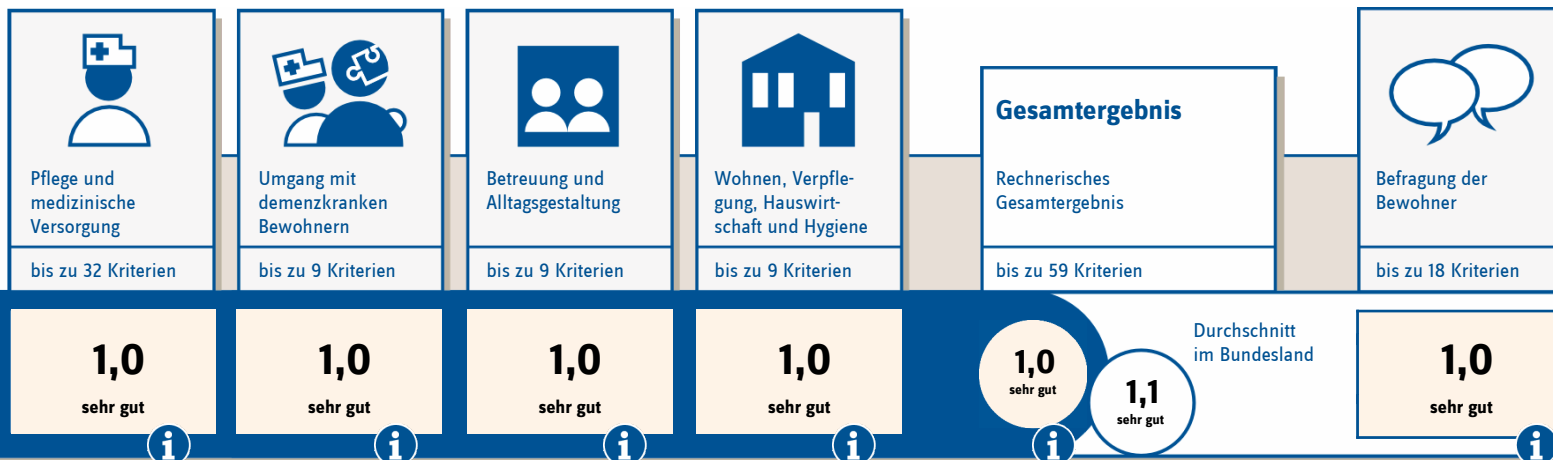 Pflege und
medizinische
Versorgung
bis zu 32 Kriterien
1,0
sehr gut
i
Umgang mit
demenzkranken
Bewohnern
bis zu 9 Kriterien
1,0
sehr gut
i
Betreuung und
Alltagsgestaltung
bis zu 9 Kriterien
1,0
sehr gut
i
Wohnen, Verpfle-
gung, Hauswirt-
schaft und Hygiene
bis zu 9 Kriterien
1,0
sehr gut
i
Gesamtergebnis
Rechnerisches
Gesamtergebnis
bis zu 59 Kriterien
1,0
sehr gut
i
Durchschnitt
im Bundesland
1,1
sehr gut
Befragung der
Bewohner
bis zu 18 Kriterien
1,0
sehr gut
i